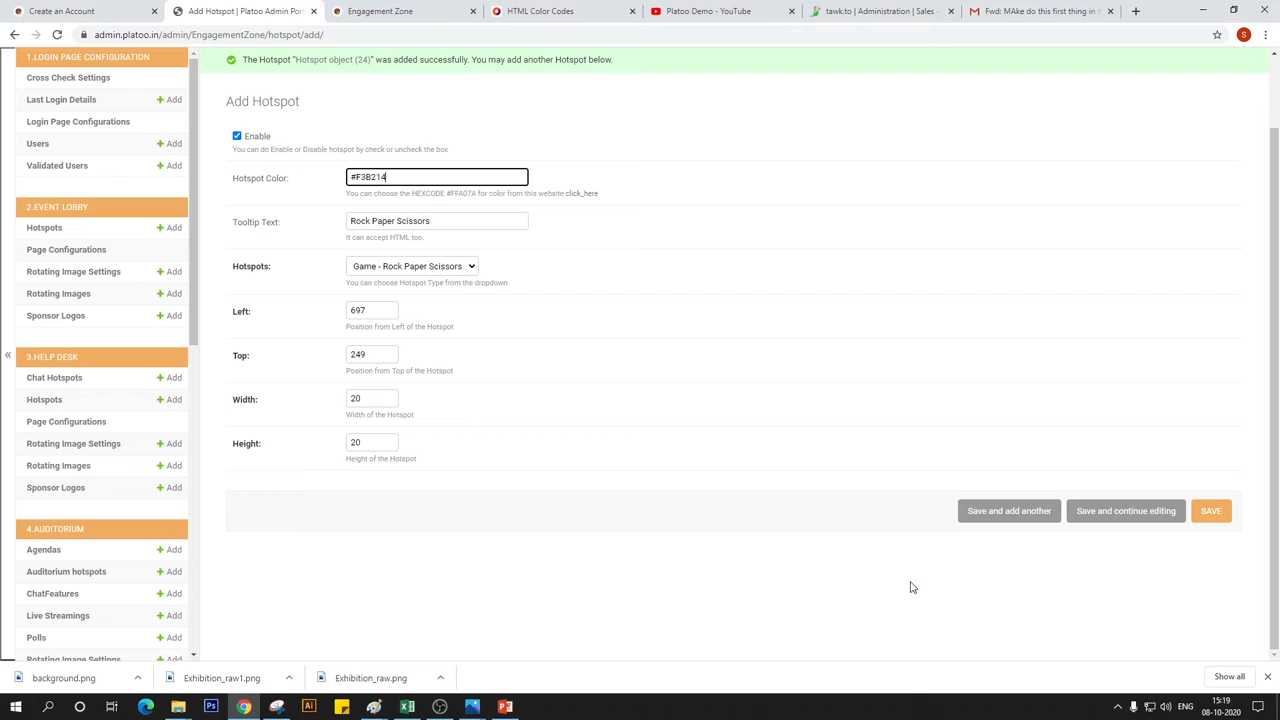 Create an Account
Add Hotspot | Admin Admin Port
Engagement Zone
HTML Color Codes
Platoo Demo - YouTube
tawk.to | Administration | Sales -
Fwd: MAke do this first thing in t
admin.platoo.in/admin/EngagementZone/hotspot/add/
S
1.LOGIN PAGE CONFIGURATION
Cross Check Settings
Last Login Details Add
Login Page Configurations
Users Add
Validated Users Add
2.EVENT LOBBY
Hotspots Add
Page Configurations
Rotating Image Settings Add
Rotating Images Add
Sponsor Logos Add
3.HELP DESK
Chat Hotspots Add
Hotspots Add
Page Configurations
Rotating Image Settings Add
Rotating Images Add
Sponsor Logos Add
4.AUDITORIUM
Agendas Add
Auditorium hotspots Add
ChatFeatures Add
Live Streamings Add
Polls Add
Rotating Image Settings Add
The Hotspot "Hotspot object (24)" was added successfully. You may add another Hotspot below.
Add Hotspot
Enable
You can do Enable or Disable hotspot by check or uncheck the box
Hotspot Color: #F3B214
You can choose the HEXCODE #FFA07A for color from this website click_here
Tooltip Text: Rock Paper Scissors
It can accept HTML too.
Hotspots: Game - Rock Paper Scissors
You can choose Hotspot Type from the dropdown
Left: 697
Position from Left of the Hotspot
Top: 249
Position from Top of the Hotspot
Width: 20
Width of the Hotspot
Height: 20
Height of the Hotspot
Save and add another Save and continue editing SAVE
background.png Exhibition_raw1.png Exhibition_raw.png Show all
ENG 15:19
08-10-2020